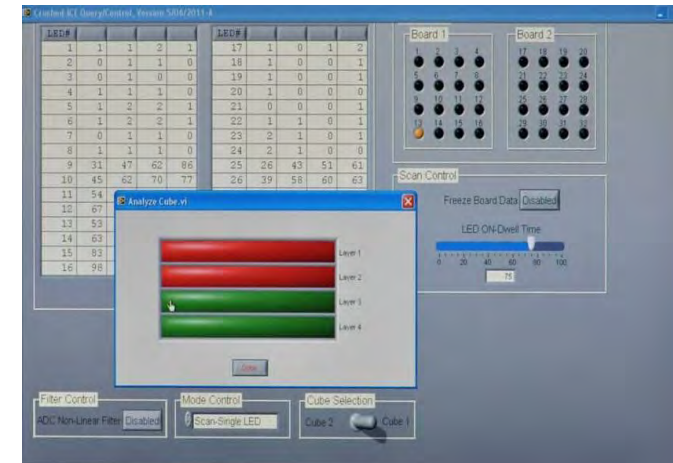 Crushed ICE Query/Control, Version 5/04/2011-A
LED# LED#
1 1 1 2 1 17 1 0 1 2
2 0 1 1 0 18 1 0 0 1
3 0 1 0 0 19 1 0 0 1
4 1 1 1 0 20 1 0 0 0
5 1 2 2 1 21 0 0 0 1
6 1 2 2 1 22 1 1 0 1
7 0 1 1 0 23 2 1 0 1
8 1 1 1 0 24 2 1 0 0
9 31 47 62 86 25 26 43 51 61
10 45 62 70 77 26 39 58 60 63
11 54
12 67
13 53
14 63
15 83
16 98
Board 1
1 2 3 4
5 6 7 8
9 10 11 12
13 14 15 16
Board 2
17 18 19 20
21 22 23 24
25 26 27 28
29 30 31 32
Scan Control
Freeze Board Data Disabled
LED ON-Dwell Time
0 20 40 60 80 100
75
Analyze Cube.vi
Layer 1
Layer 2
Layer 3
Layer 4
Filter Control
ADC Non-Linear Filter Disabled
Mode Control
Scan-Single LED
Cube Selection
Cube 2 Cube 1